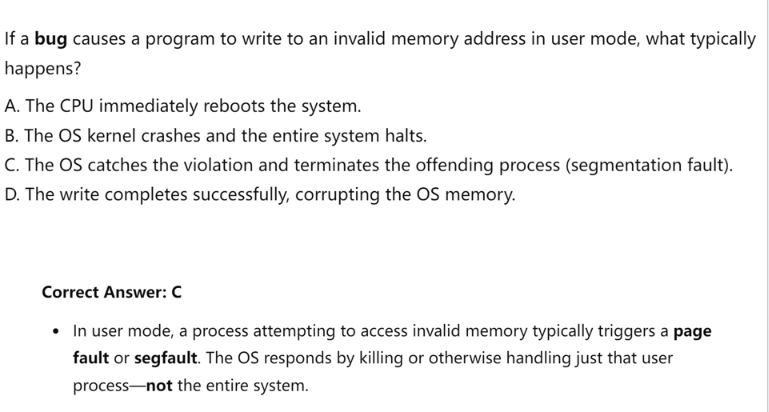 If a bug causes a program to write to an invalid memory address in user mode, what typically
happens?
A. The CPU immediately reboots the system.
B. The OS kernel crashes and the entire system halts.
C. The OS catches the violation and terminates the offending process (segmentation fault).
D. The write completes successfully, corrupting the OS memory.
Correct Answer: C
• In user mode, a process attempting to access invalid memory typically triggers a page
fault or segfault. The OS responds by killing or otherwise handling just that user
process—not the entire system.